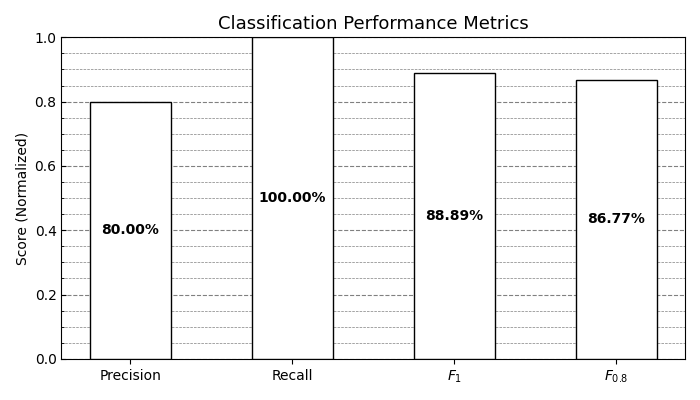 Classification Performance Metrics
Score (Normalized)
1.0
0.8
0.6
0.4
0.2
0.0
80.00%
100.00%
88.89%
86.77%
Precision
Recall
F₁
F₀.₈